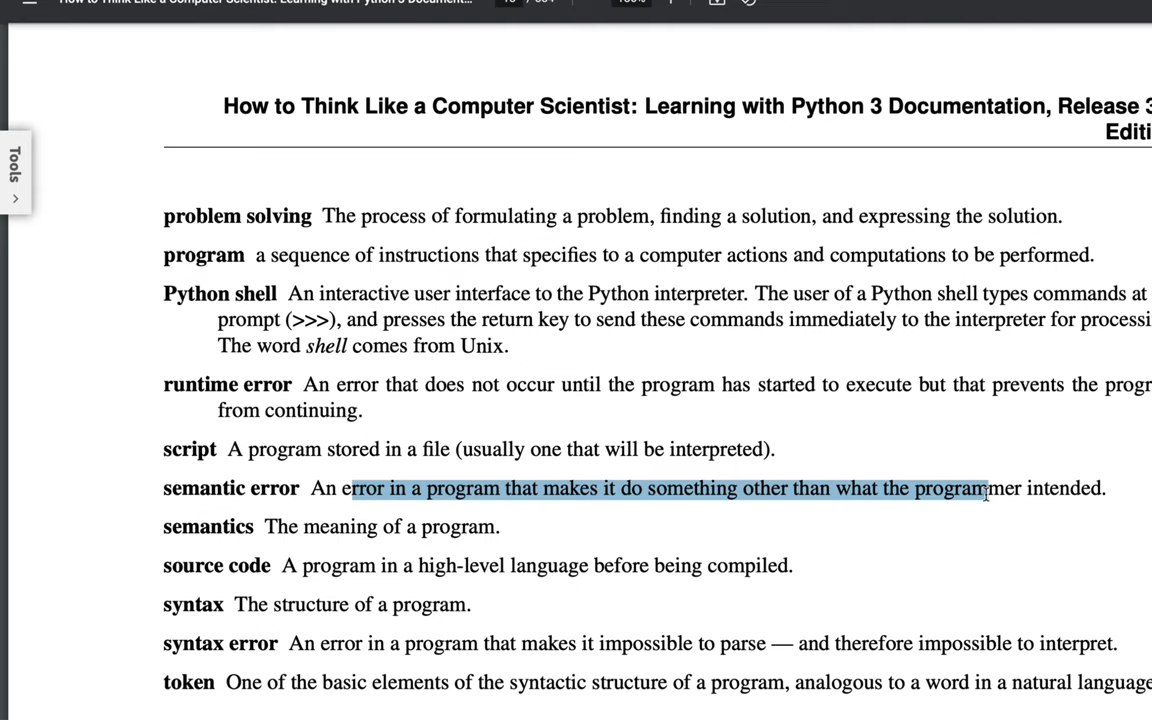 How to Think Like a Computer Scientist: Learning with Python 3 Documentation, Release
Editi
Tools
problem solving The process of formulating a problem, finding a solution, and expressing the solution.
program a sequence of instructions that specifies to a computer actions and computations to be performed.
Python shell An interactive user interface to the Python interpreter. The user of a Python shell types commands at
prompt (>>>), and presses the return key to send these commands immediately to the interpreter for processi
The word shell comes from Unix.
runtime error An error that does not occur until the program has started to execute but that prevents the progr
from continuing.
script A program stored in a file (usually one that will be interpreted).
semantic error An error in a program that makes it do something other than what the programmer intended.
semantics The meaning of a program.
source code A program in a high-level language before being compiled.
syntax The structure of a program.
syntax error An error in a program that makes it impossible to parse — and therefore impossible to interpret.
token One of the basic elements of the syntactic structure of a program, analogous to a word in a natural language